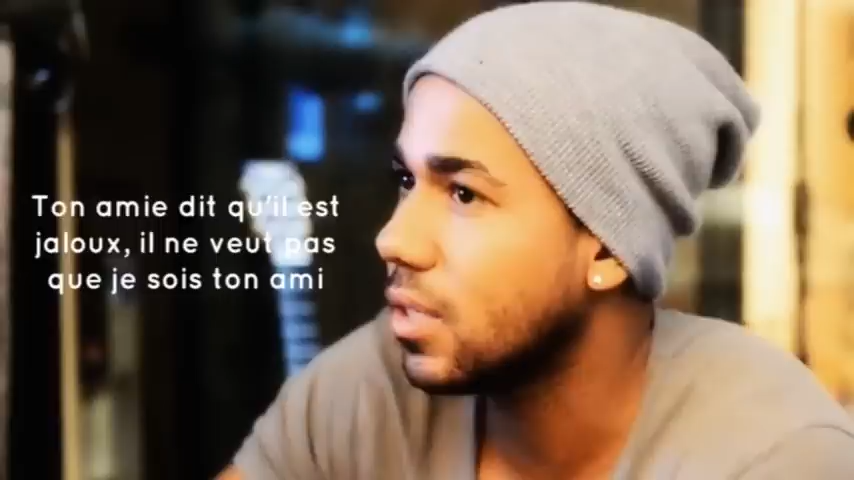 Ton amie dit qu'il est
jaloux, il ne veut pas
que je sois ton ami